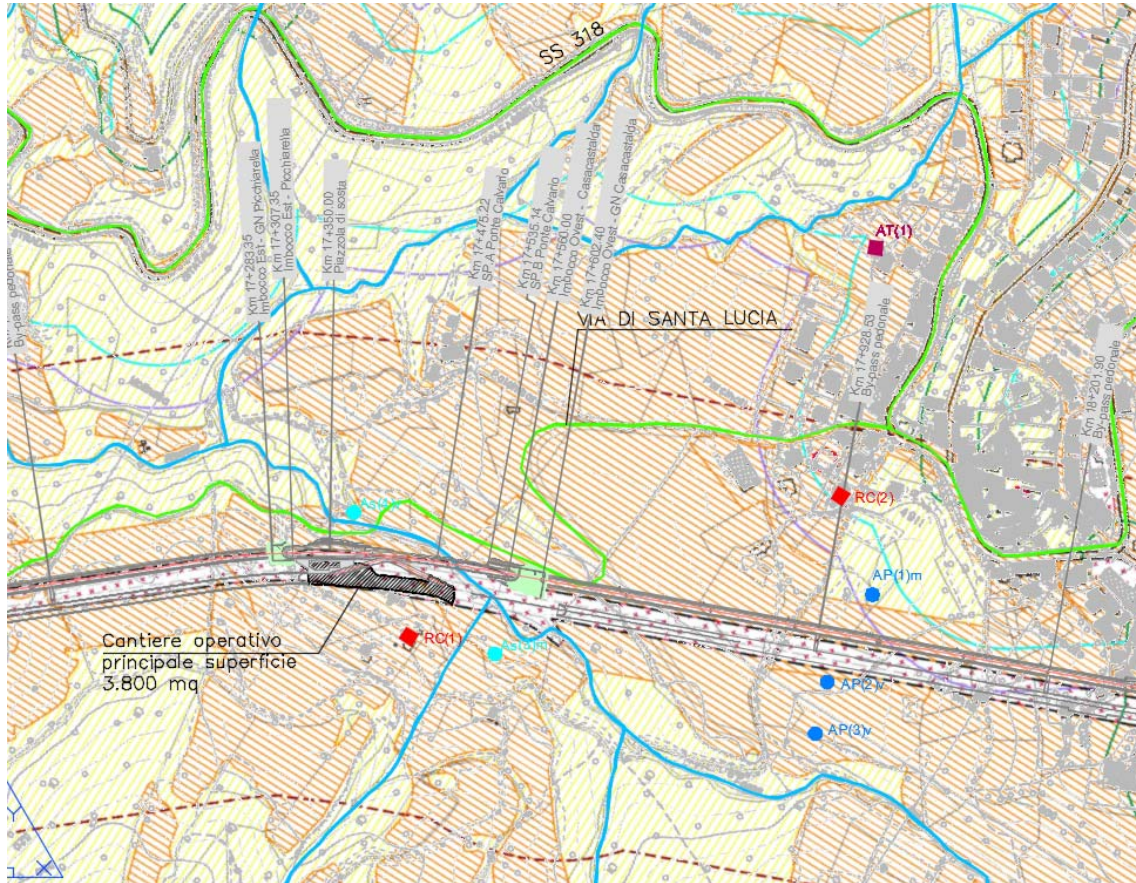 SS 318
Km 17+283.35
Imbocco Est- GN Picchiarella
Km 17+307.35
Imbocco Est - Picchiarella
Km 17+350.00
Piazzola di sosta
Km 17+475.22
SP.A Ponte Calvario
Km 17+535.14
SP.B Ponte Calvario
Km 17+560.00
Imbocco Ovest - Casacastalda
Km 17+602.40
Imbocco Ovest - GN Casacastalda
AT(1)
By-pass pedonale
VIA DI SANTA LUCIA
Km 17+928.53
By-pass pedonale
Km 18+201.90
By-pass pedonale
RC(2)
AP(1)m
Cantiere operativo
principale superficie
3.800 mq
RC(1)
As(3)m
AP(2)v
AP(3)v
X